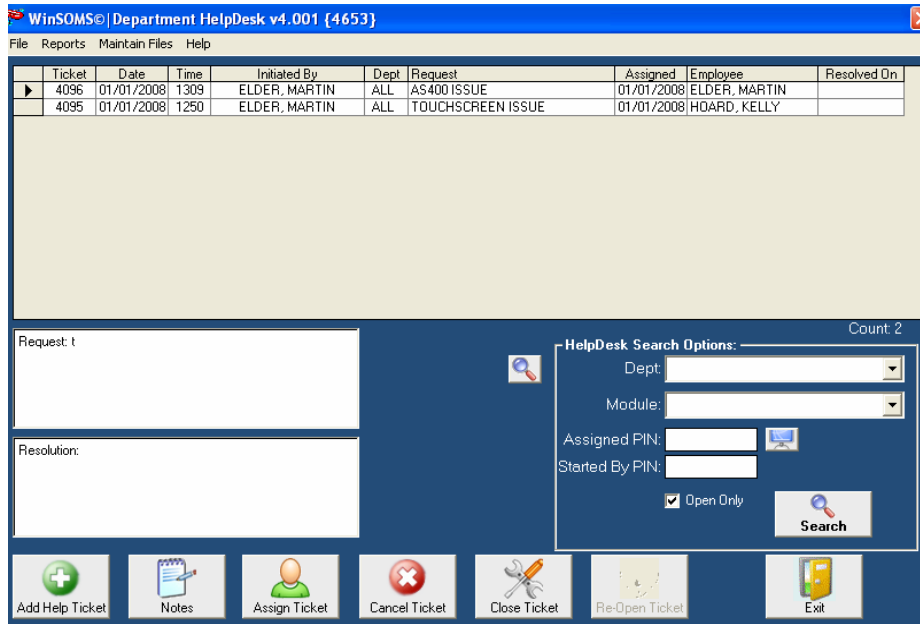 WinSOMS©|Department HelpDesk v4.001 {4653}
File Reports Maintain Files Help
Ticket Date Time Initiated By Dept Request Assigned Employee Resolved On
4096 01/01/2008 1309 ELDER, MARTIN ALL AS400 ISSUE 01/01/2008 ELDER, MARTIN
4095 01/01/2008 1250 ELDER, MARTIN ALL TOUCHSCREEN ISSUE 01/01/2008 HOARD, KELLY
Count: 2
Request: t
HelpDesk Search Options:
Dept:
Module:
Assigned PIN:
Resolution:
Started By PIN:
Open Only
Search
Add Help Ticket Notes Assign Ticket Cancel Ticket Close Ticket Re-Open Ticket Exit